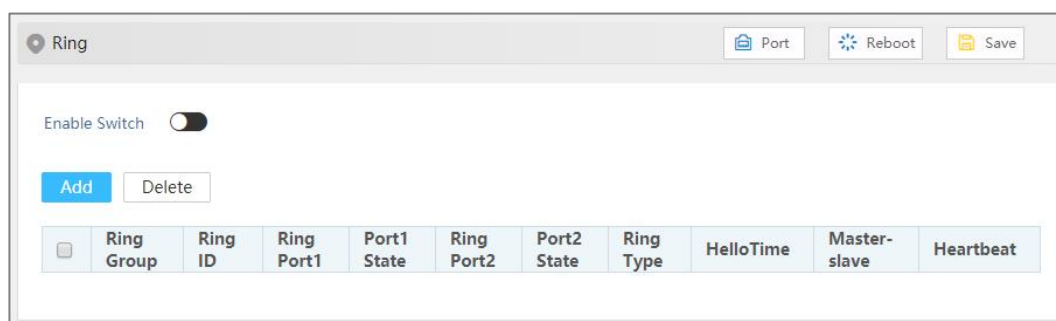 Ring Port Reboot Save
Enable Switch
Add Delete
Ring Group Ring ID Ring Port1 Port1 State Ring Port2 Port2 State Ring Type HelloTime Master-slave Heartbeat